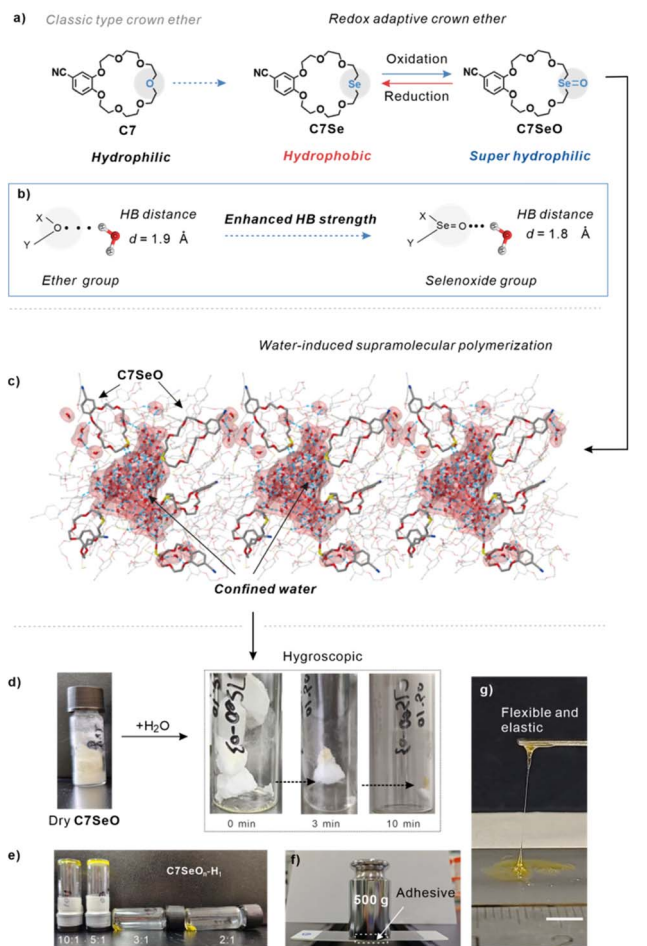 a)
Classic type crown ether
Redox adaptive crown ether
NC
O
O
O
O
O
O
O
C7
Hydrophilic
NC
O
O
O
O
O
O
Se
C7Se
Hydrophobic
Oxidation
Reduction
NC
O
O
O
O
O
O
Se=O
C7SeO
Super hydrophilic
b)
X
O
Y
HB distance
d = 1.9 Å
Ether group
Enhanced HB strength
X
Se=O
Y
HB distance
d = 1.8 Å
Selenoxide group
Water-induced supramolecular polymerization
c)
C7SeO
Confined water
d)
Dry C7SeO
+H2O
Hygroscopic
0 min
3 min
10 min
e)
C7SeOn-H1
10:1 5:1 3:1 2:1
f)
500 g
Adhesive
g)
Flexible and
elastic